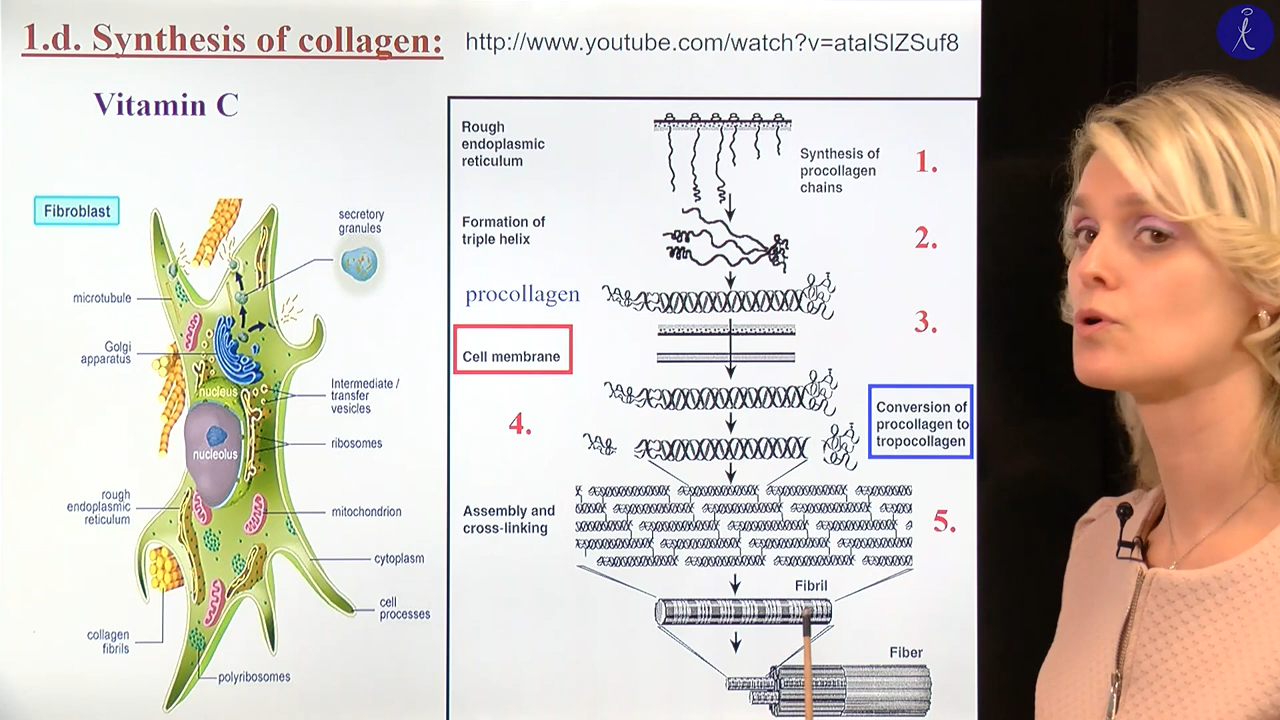 1.d. Synthesis of collagen:
http://www.youtube.com/watch?v=atalSlZSuf8
Vitamin C
Fibroblast
secretory
granules
microtubule
Golgi
apparatus
nucleus
Intermediate /
transfer
vesicles
ribosomes
nucleolus
rough
endoplasmic
reticulum
mitochondrion
cytoplasm
cell
processes
collagen
fibrils
polyribosomes
Rough
endoplasmic
reticulum
Synthesis of
procollagen
chains
1.
Formation of
triple helix
2.
procollagen
3.
Cell membrane
4.
Conversion of
procollagen to
tropocollagen
Assembly and
cross-linking
5.
Fibril
Fiber